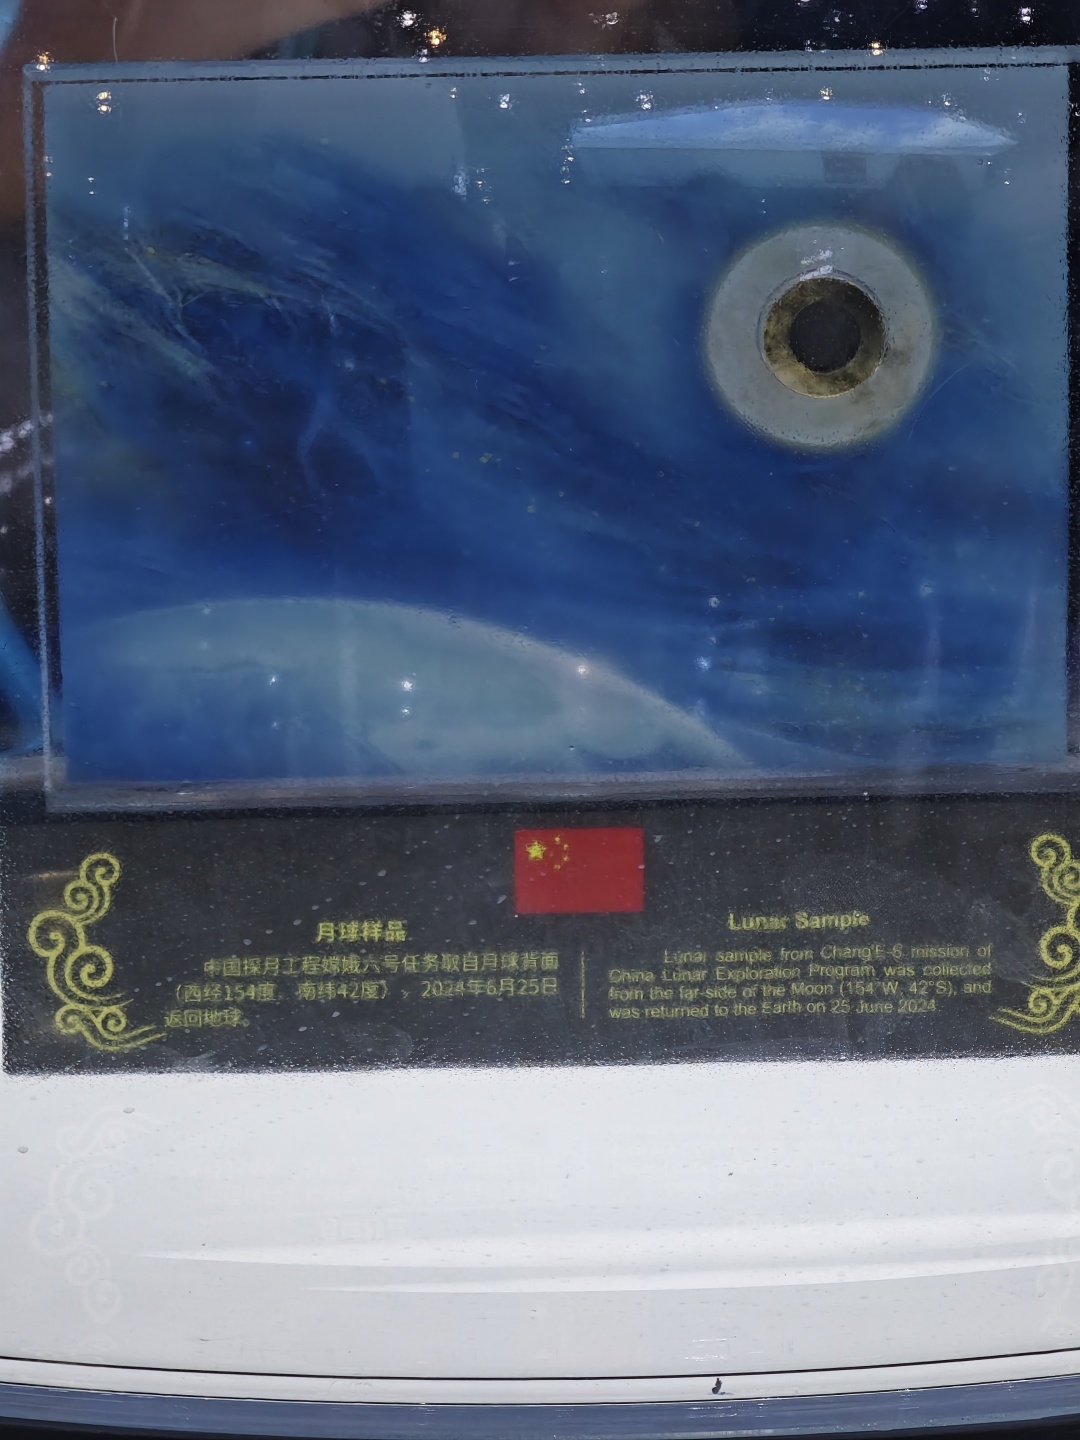 月球样品
中国探月工程嫦娥六号任务取自月球背面
（西经154度，南纬42度），2024年6月25日
返回地球。
Lunar Sample
Lunar sample from Chang'E-6 mission of
China Lunar Exploration Program was collected
from the far-side of the Moon (154°W, 42°S), and
was returned to the Earth on 25 June 2024.